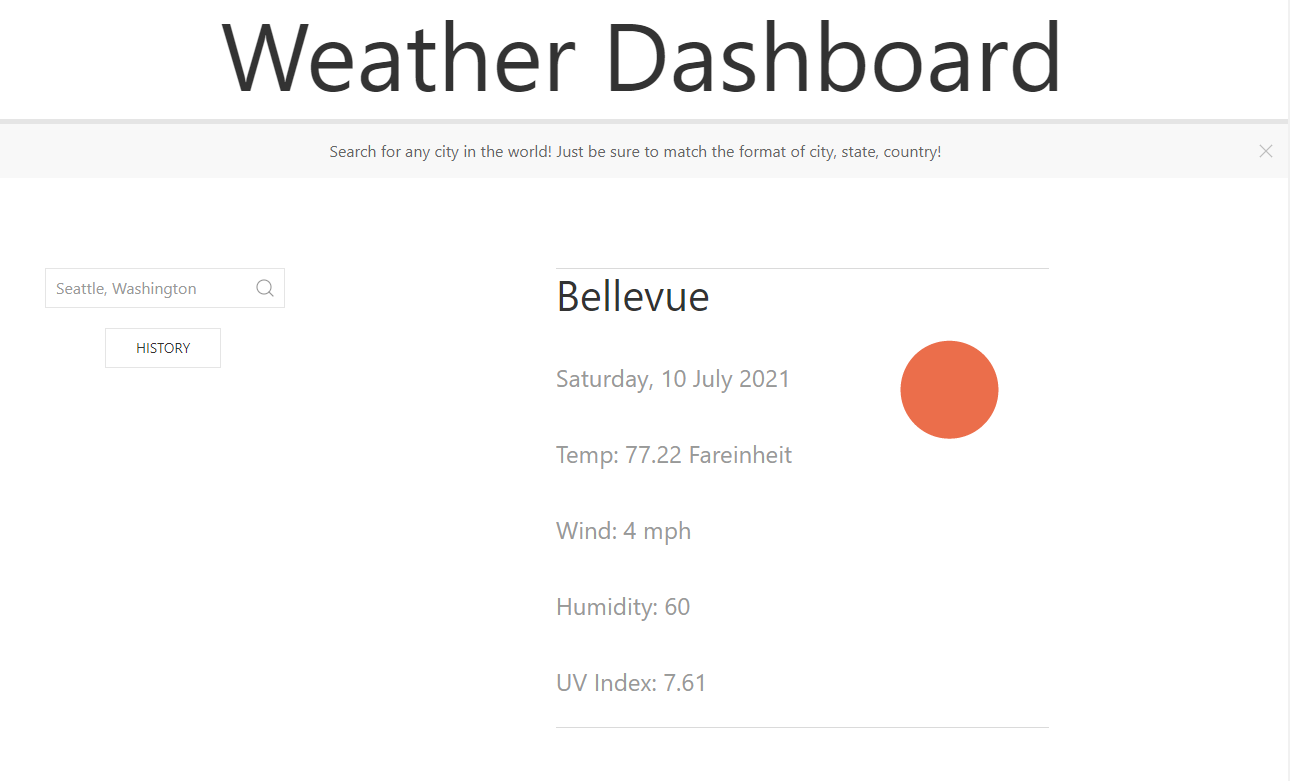 Weather Dashboard
Search for any city in the world! Just be sure to match the format of city, state, country!
Seattle, Washington
HISTORY
Bellevue
Saturday, 10 July 2021
Temp: 77.22 Fareinheit
Wind: 4 mph
Humidity: 60
UV Index: 7.61